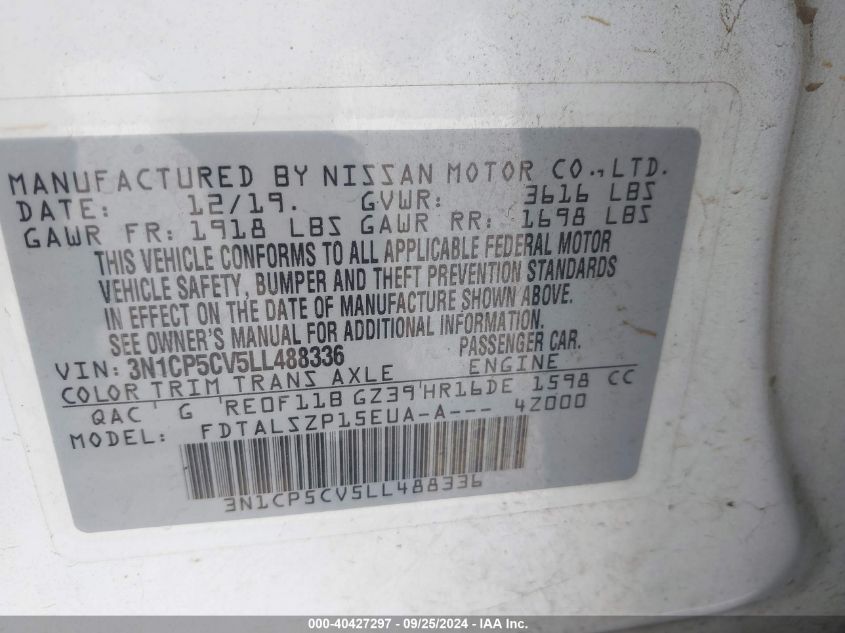 MANUFACTURED BY NISSAN MOTOR CO., LTD.
DATE: 12/19. GVWR: 3616 LBS
GAWR FR: 1918 LBS GAWR RR: 1698 LBS
THIS VEHICLE CONFORMS TO ALL APPLICABLE FEDERAL MOTOR
VEHICLE SAFETY, BUMPER AND THEFT PREVENTION STANDARDS
IN EFFECT ON THE DATE OF MANUFACTURE SHOWN ABOVE.
SEE OWNER'S MANUAL FOR ADDITIONAL INFORMATION.
VIN: 3N1CP5CV5LL488336 PASSENGER CAR.
COLOR TRIM TRANS AXLE ENGINE
QAC G RE0F11B GZ39 HR16DE 1598 CC
MODEL: FDTALSZP15EUA-A--- 4Z000
3N1CP5CV5LL488336
000-40427297 - 09/25/2024 - IAA Inc.